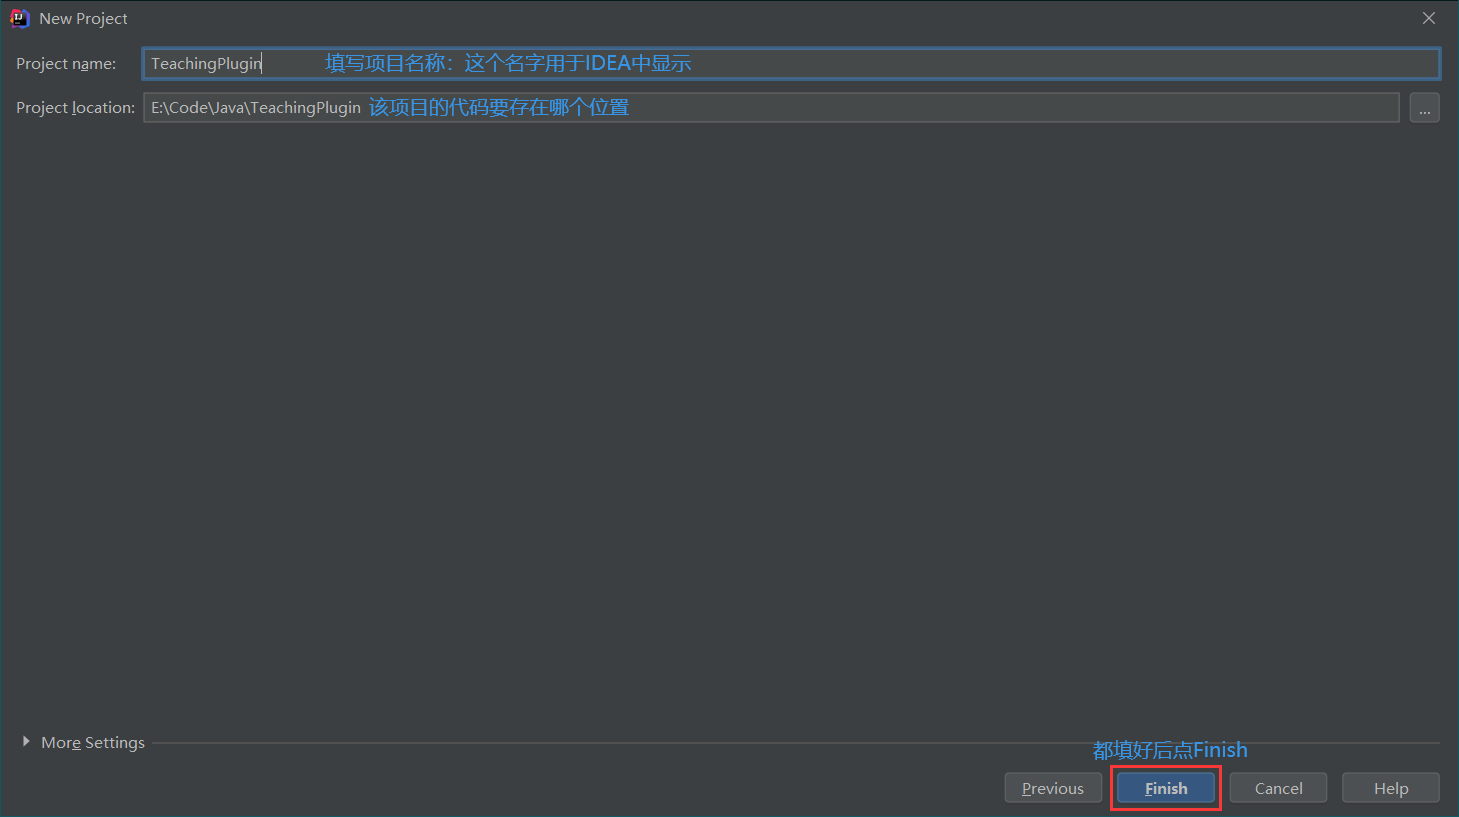 New Project
Project name: TeachingPlugin 填写项目名称：这个名字用于IDEA中显示
Project location: E:\Code\Java\TeachingPlugin 该项目的代码要存在哪个位置 ...
More Settings
都填好后点Finish
Previous Finish Cancel Help